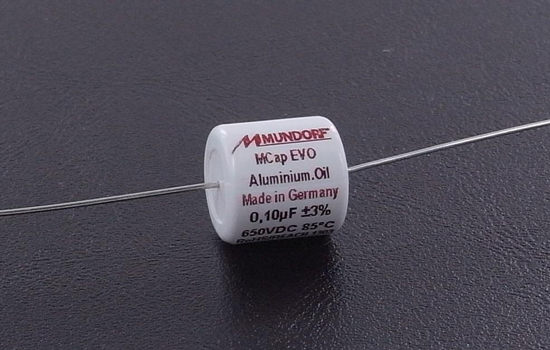 MUNDORF
MCap EVO
Aluminium.Oil
Made in Germany
0,10µF ±3%
650VDC 85°C